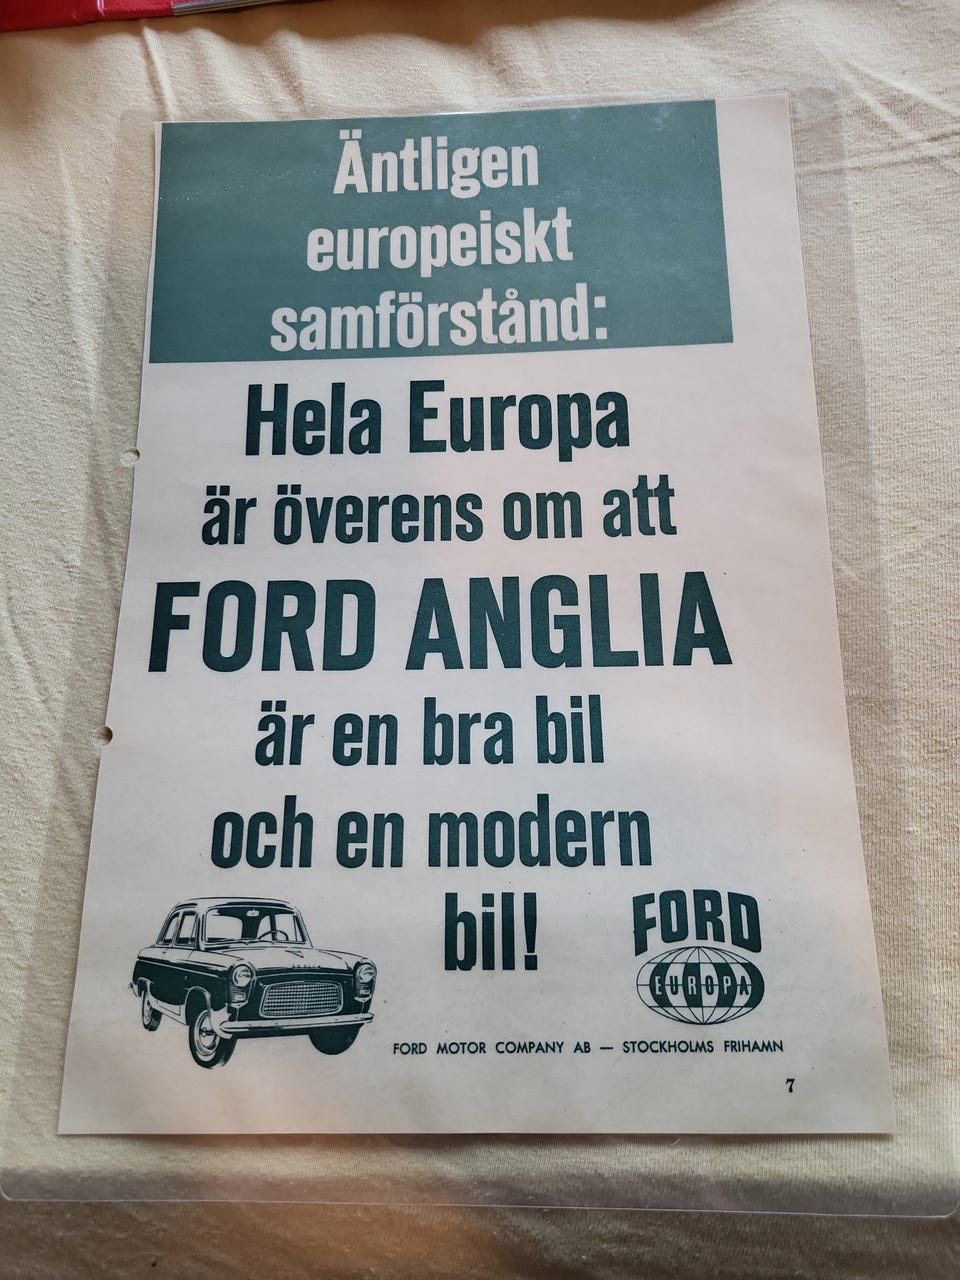 Äntligen
europeiskt
samförstånd:
Hela Europa
är överens om att
FORD ANGLIA
är en bra bil
och en modern
bil!
FORD
EUROPA
FORD MOTOR COMPANY AB — STOCKHOLMS FRIHAMN
7